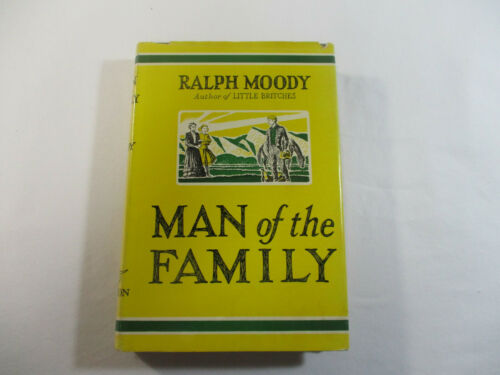 RALPH MOODY
Author of LITTLE BRITCHES
MAN of the
FAMILY